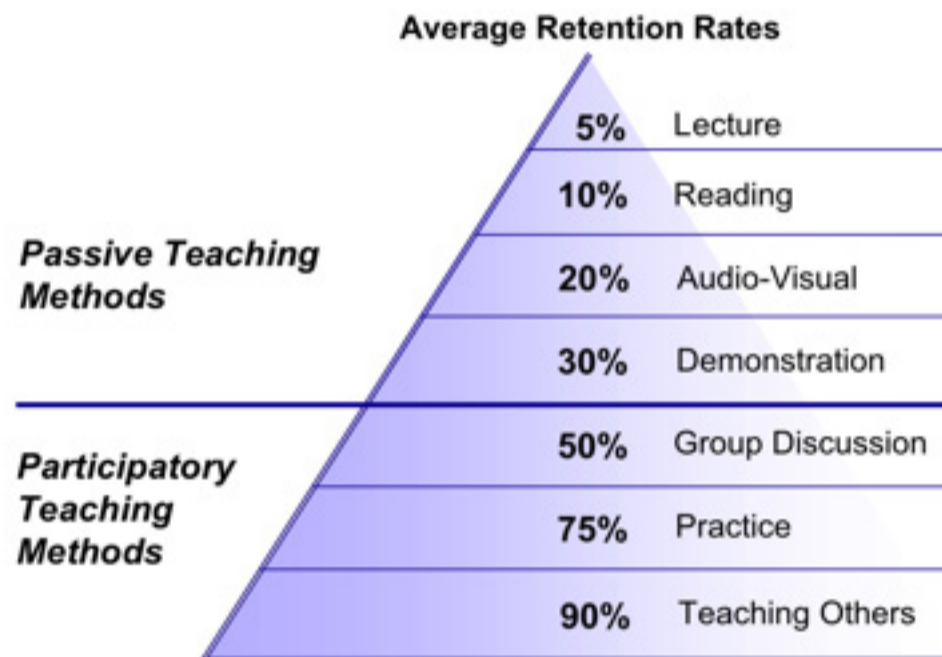 Average Retention Rates
5% Lecture
10% Reading
20% Audio-Visual
30% Demonstration
Passive Teaching
Methods
50% Group Discussion
75% Practice
90% Teaching Others
Participatory
Teaching
Methods